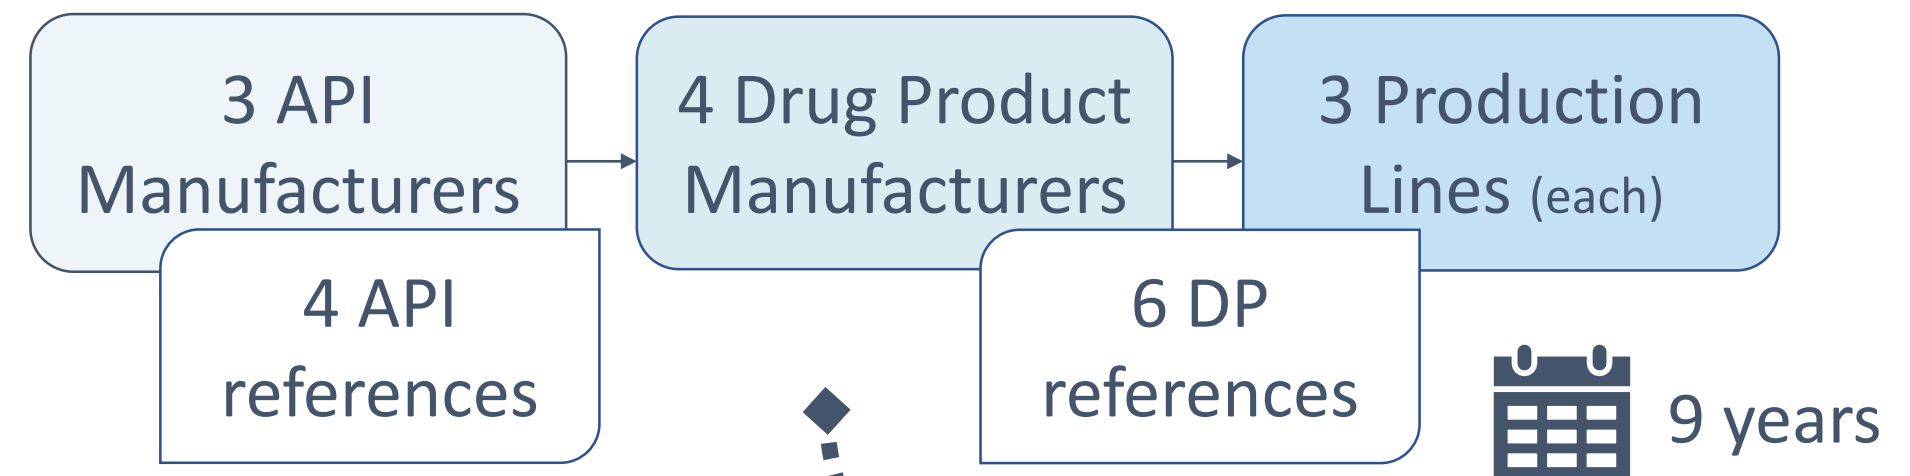 3 API
Manufacturers
4 Drug Product
Manufacturers
3 Production
Lines (each)
4 API
references
6 DP
references
9 years